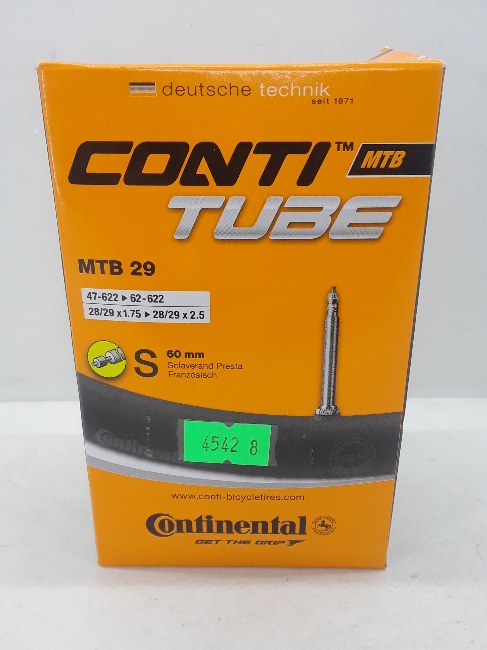 deutsche technik
seit 1871
CONTI™ MTB
TUBE
MTB 29
47-622 ▸ 62-622
28/29 x 1.75 ▸ 28/29 x 2.5
S 60 mm
Sclaverand Presta
Französisch
Continental
4542 8
www.conti-bicycletires.com
Continental
GET THE GRIP